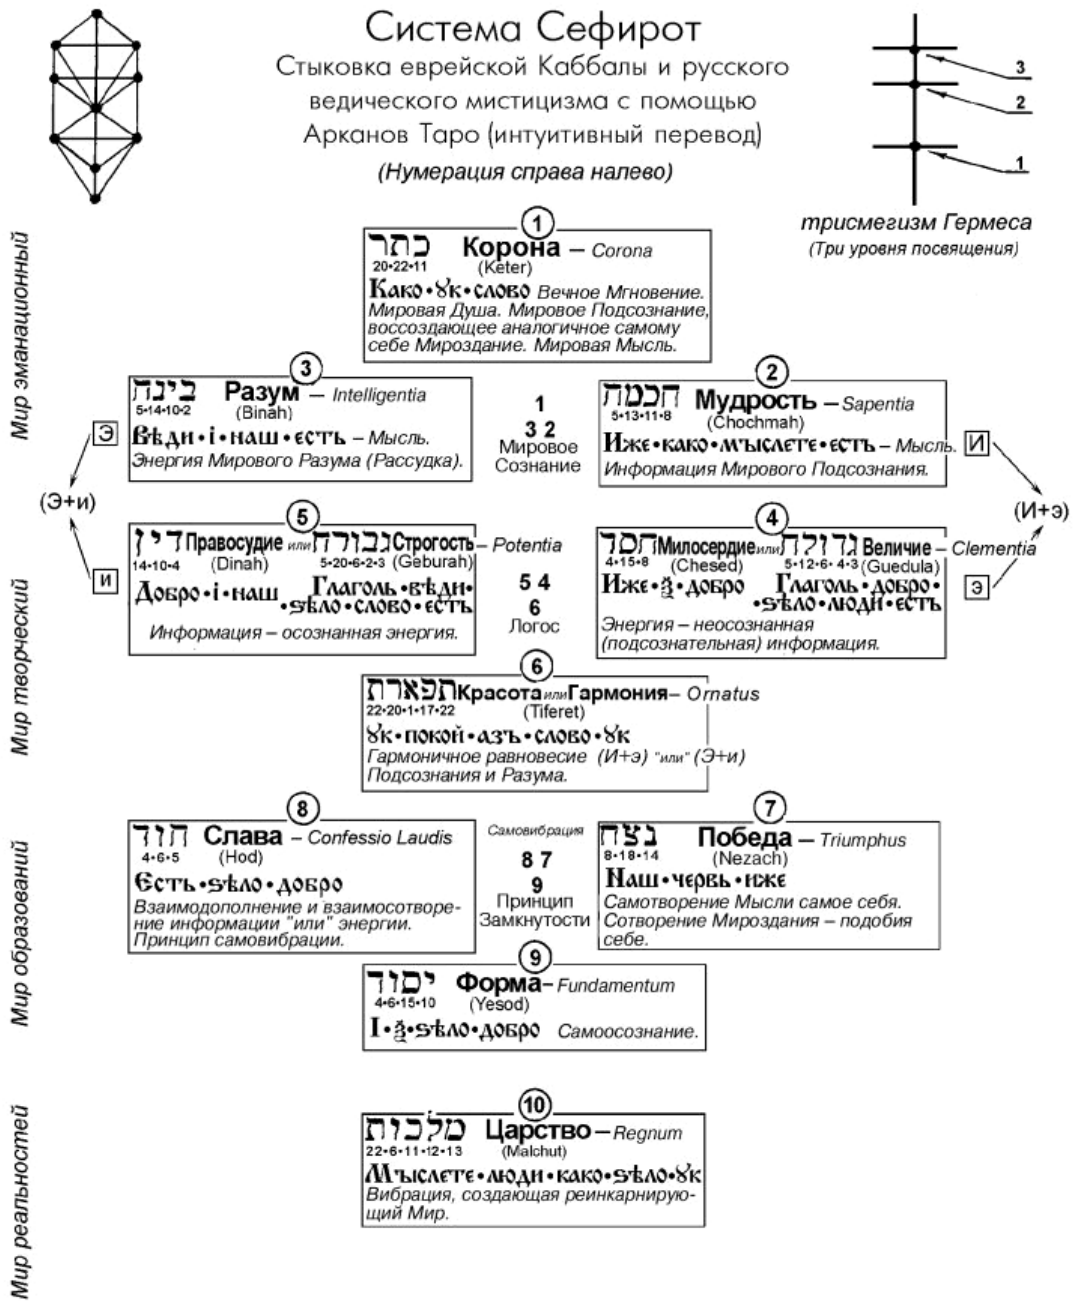 Система Сефирот
Стыковка еврейской Каббалы и русского
ведического мистицизма с помощью
Арканов Таро (интуитивный перевод)
(Нумерация справа налево)
3
2
1
трисмегизм Гермеса
(Три уровня посвящения)
Мир эманационный
1
כתר Корона – Corona
20•22•11 (Keter)
Како•ѹк•слово Вечное Мгновение.
Мировая Душа. Мировое Подсознание,
воссоздающее аналогичное самому
себе Мироздание. Мировая Мысль.
3
בינה Разум – Intelligentia
5•14•10•2 (Binah)
Вѣди•і•наш•есть – Мысль.
Энергия Мирового Разума (Рассудка).
1
3 2
Мировое
Сознание
2
חכמה Мудрость – Sapentia
5•13•11•8 (Chochmah)
Иже•како•мъислете•есть – Мысль.
Информация Мирового Подсознания.
Э
(Э+и)
и
И
(И+э)
э
Мир творческий
5
דין Правосудие или גבורה Строгость – Potentia
14•10•4 (Dinah) 5•20•6•2•3 (Geburah)
Добро•і•наш Глаголь•вѣди•
•ѕѣло•слово•есть
Информация – осознанная энергия.
5 4
6
Логос
4
חסד Милосердие или גדולה Величие – Clementia
4•15•8 (Chesed) 5•12•6•4•3 (Guedula)
Иже•ѯ•добро Глаголь•добро•
•ѕѣло•люди•есть
Энергия – неосознанная
(подсознательная) информация.
6
תפארת Красота или Гармония – Ornatus
22•20•1•17•22 (Tiferet)
ѹк•покой•азъ•слово•ѹк
Гармоничное равновесие (И+э) "или" (Э+и)
Подсознания и Разума.
Мир образований
8
הוד Слава – Confessio Laudis
4•6•5 (Hod)
Есть•ѕѣло•добро
Взаимодополнение и взаимосотворе-
ние информации "или" энергии.
Принцип самовибрации.
Самовибрация
8 7
9
Принцип
Замкнутости
7
נצח Победа – Triumphus
8•18•14 (Nezach)
Наш•червь•иже
Самотворение Мысли самое себя.
Сотворение Мироздания – подобия
себе.
9
יסוד Форма – Fundamentum
4•6•15•10 (Yesod)
І•ѯ•ѕѣло•добро Самоосознание.
Мир реальностей
10
מלכות Царство – Regnum
22•6•11•12•13 (Malchut)
Мъислете•люди•како•ѕѣло•ѹк
Вибрация, создающая реинкарнирую-
щий Мир.